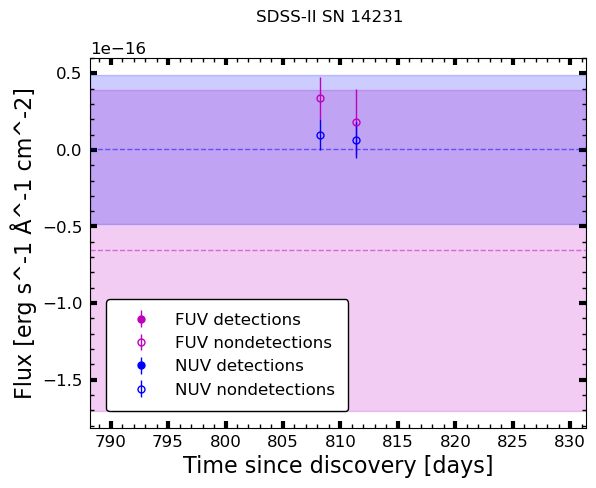 SDSS-II SN 14231
1e−16
Flux [erg s^-1 Å^-1 cm^-2]
0.5
0.0
−0.5
−1.0
−1.5
FUV detections
FUV nondetections
NUV detections
NUV nondetections
790 795 800 805 810 815 820 825 830
Time since discovery [days]